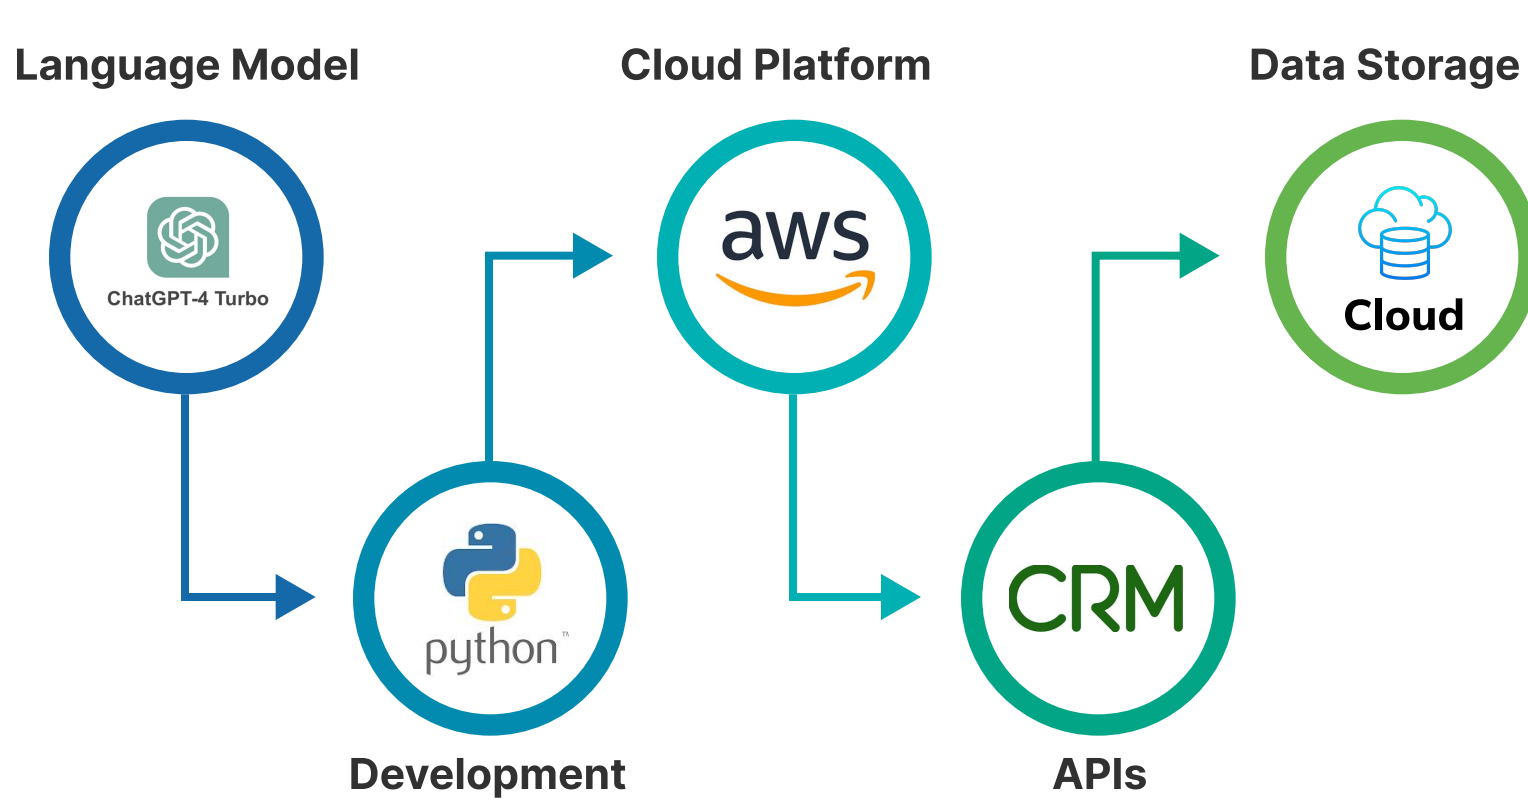 Language Model
Cloud Platform
Data Storage
ChatGPT-4 Turbo
aws
Cloud
python™
CRM
Development
APIs